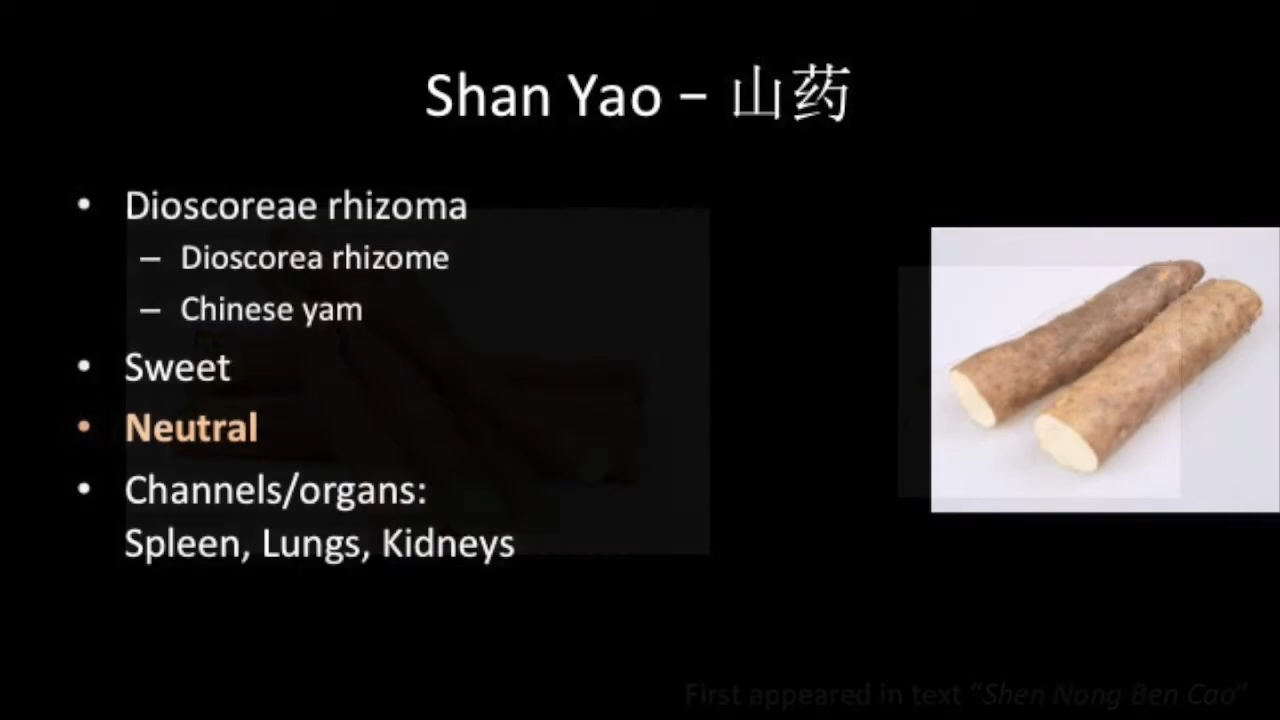 Shan Yao – 山药
• Dioscoreae rhizoma
– Dioscorea rhizome
– Chinese yam
• Sweet
• Neutral
• Channels/organs:
Spleen, Lungs, Kidneys
First appeared in text “Shen Nong Ben Cao”